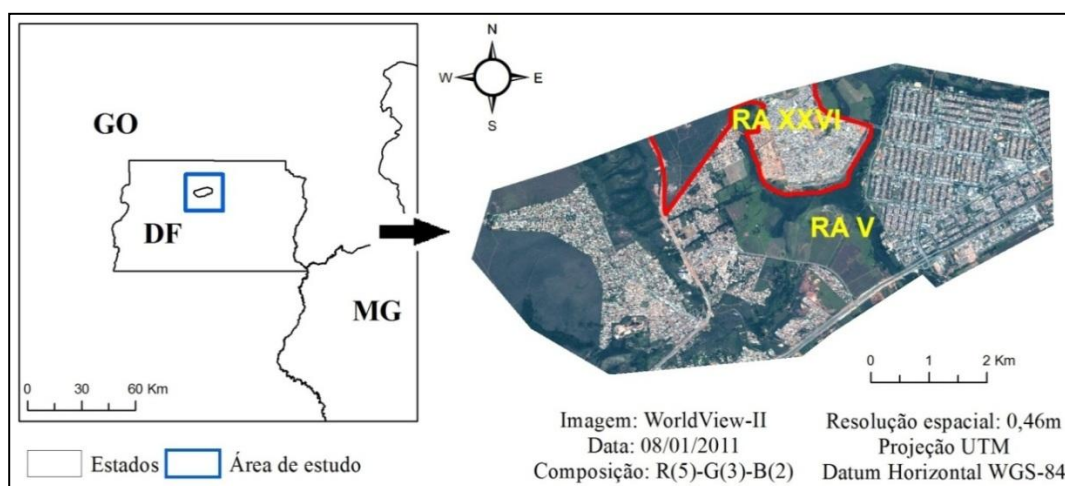 GO
DF
MG
0 30 60 Km
Estados
Área de estudo
N
W E
S
RA XXVI
RA V
0 1 2 Km
Imagem: WorldView-II
Data: 08/01/2011
Composição: R(5)-G(3)-B(2)
Resolução espacial: 0,46m
Projeção UTM
Datum Horizontal WGS-84